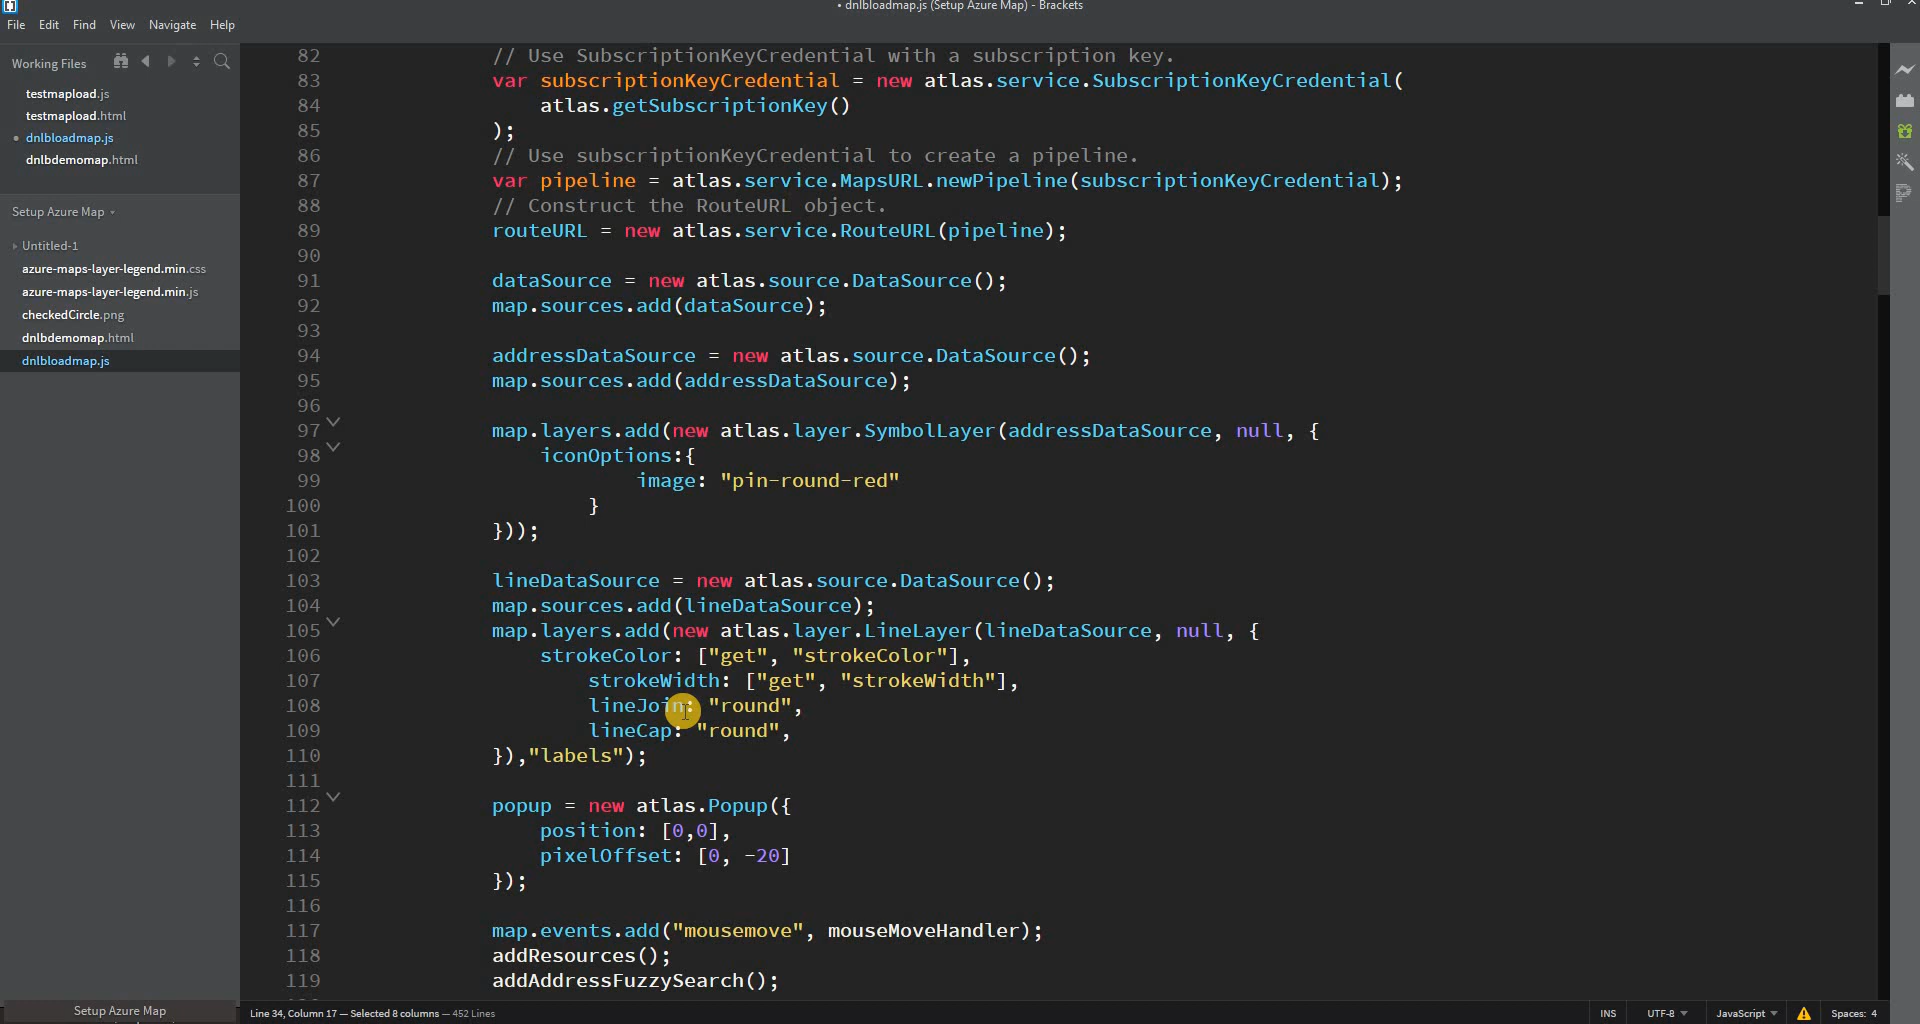 • dnlbloadmap.js (Setup Azure Map) - Brackets
File Edit Find View Navigate Help
Working Files
testmapload.js
testmapload.html
• dnlbloadmap.js
dnlbdemomap.html
Setup Azure Map
Untitled-1
azure-maps-layer-legend.min.css
azure-maps-layer-legend.min.js
checkedCircle.png
dnlbdemomap.html
dnlbloadmap.js
Setup Azure Map
82 // Use SubscriptionKeyCredential with a subscription key.
83 var subscriptionKeyCredential = new atlas.service.SubscriptionKeyCredential(
84 atlas.getSubscriptionKey()
85 );
86 // Use subscriptionKeyCredential to create a pipeline.
87 var pipeline = atlas.service.MapsURL.newPipeline(subscriptionKeyCredential);
88 // Construct the RouteURL object.
89 routeURL = new atlas.service.RouteURL(pipeline);
90
91 dataSource = new atlas.source.DataSource();
92 map.sources.add(dataSource);
93
94 addressDataSource = new atlas.source.DataSource();
95 map.sources.add(addressDataSource);
96
97 map.layers.add(new atlas.layer.SymbolLayer(addressDataSource, null, {
98 iconOptions:{
99 image: "pin-round-red"
100 }
101 }));
102
103 lineDataSource = new atlas.source.DataSource();
104 map.sources.add(lineDataSource);
105 map.layers.add(new atlas.layer.LineLayer(lineDataSource, null, {
106 strokeColor: ["get", "strokeColor"],
107 strokeWidth: ["get", "strokeWidth"],
108 lineJoin: "round",
109 lineCap: "round",
110 }),"labels");
111
112 popup = new atlas.Popup({
113 position: [0,0],
114 pixelOffset: [0, -20]
115 });
116
117 map.events.add("mousemove", mouseMoveHandler);
118 addResources();
119 addAddressFuzzySearch();
Line 34, Column 17 — Selected 8 columns — 452 Lines
INS UTF-8 JavaScript Spaces: 4